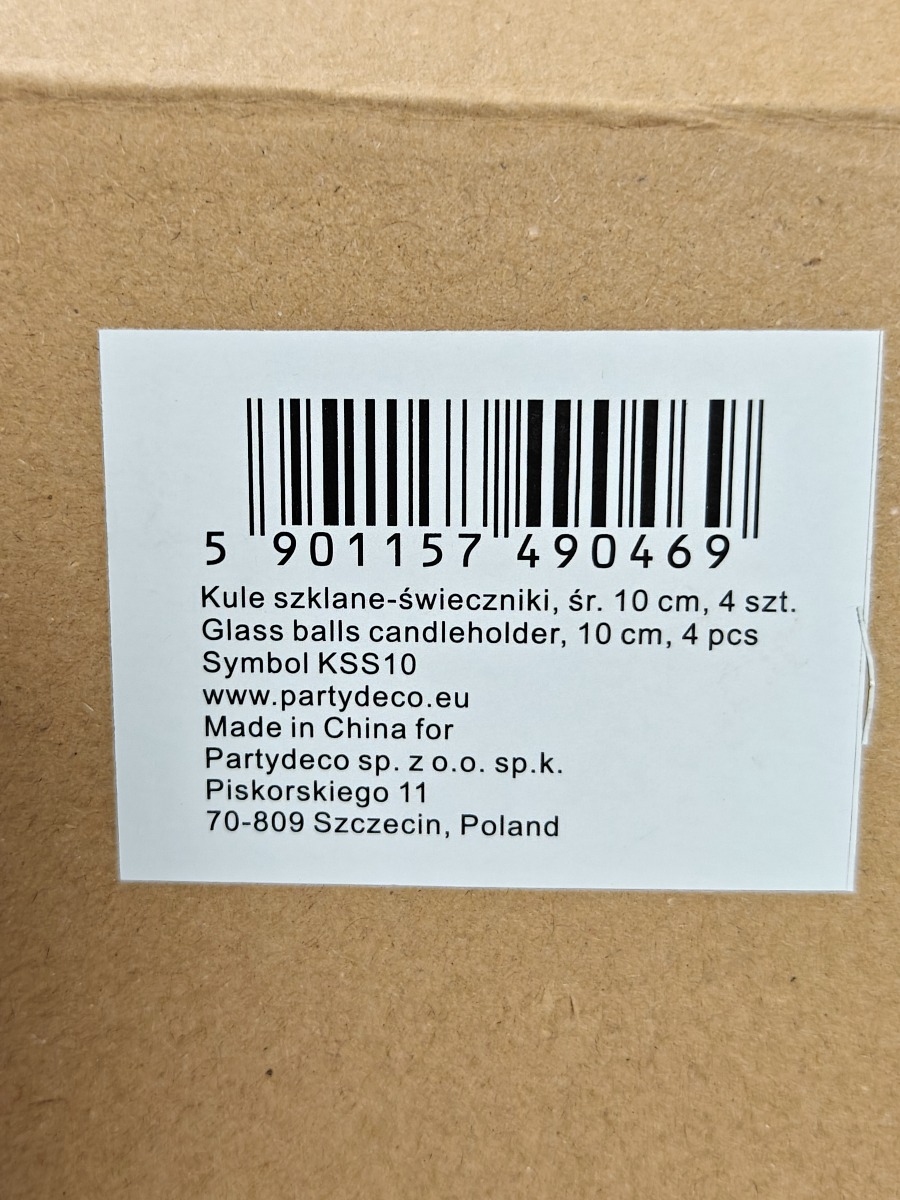 5 901157 490469
Kule szklane-świeczniki, śr. 10 cm, 4 szt.
Glass balls candleholder, 10 cm, 4 pcs
Symbol KSS10
www.partydeco.eu
Made in China for
Partydeco sp. z o.o. sp.k.
Piskorskiego 11
70-809 Szczecin, Poland